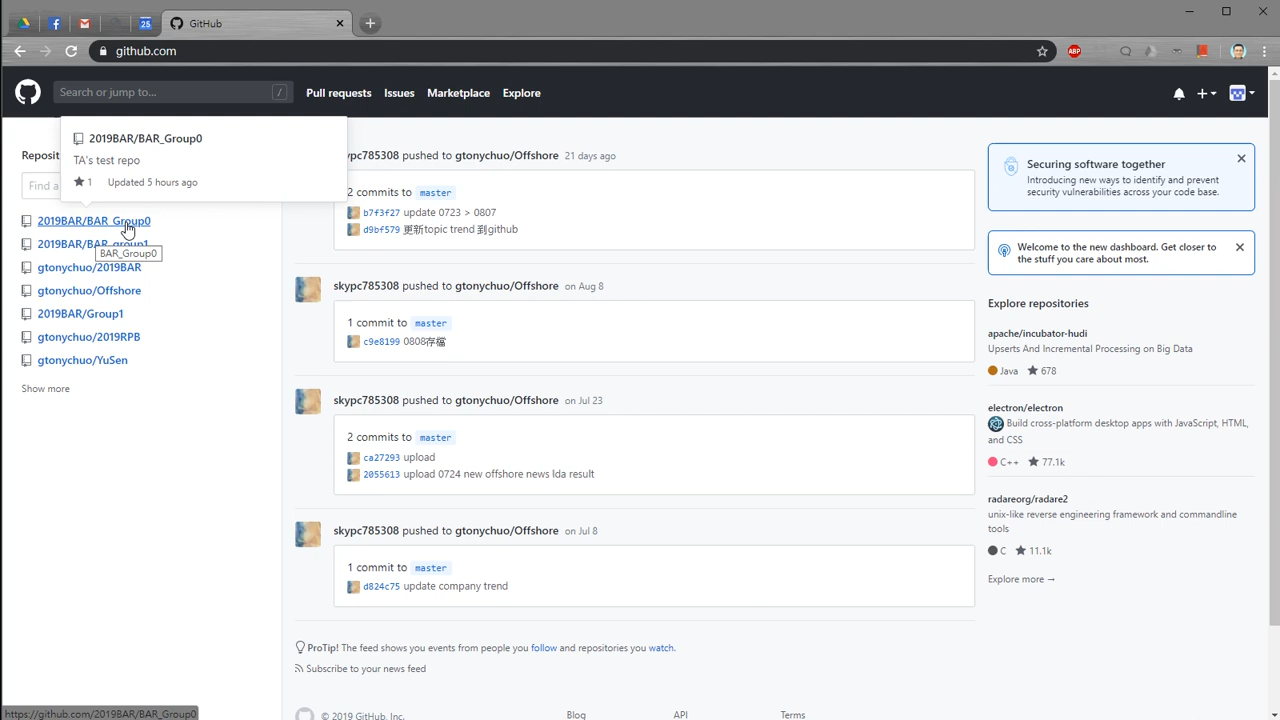 25
GitHub
github.com
ABP
Search or jump to...
/
Pull requests
Issues
Marketplace
Explore
2019BAR/BAR_Group0
TA's test repo
1 Updated 5 hours ago
Reposit
Find a
2019BAR/BAR_Group0
2019BAR/BAR_group1
BAR_Group0
gtonychuo/2019BAR
gtonychuo/Offshore
2019BAR/Group1
gtonychuo/2019RPB
gtonychuo/YuSen
Show more
ypc785308 pushed to gtonychuo/Offshore 21 days ago
2 commits to master
b7f3f27 update 0723 > 0807
d9bf579 更新topic trend 到github
skypc785308 pushed to gtonychuo/Offshore on Aug 8
1 commit to master
c9e8199 0808存檔
skypc785308 pushed to gtonychuo/Offshore on Jul 23
2 commits to master
ca27293 upload
2055613 upload 0724 new offshore news lda result
skypc785308 pushed to gtonychuo/Offshore on Jul 8
1 commit to master
d824c75 update company trend
ProTip! The feed shows you events from people you follow and repositories you watch.
Subscribe to your news feed
© 2019 GitHub, Inc.
Blog
API
Terms
Securing software together
Introducing new ways to identify and prevent
security vulnerabilities across your code base.
Welcome to the new dashboard. Get closer to
the stuff you care about most.
Explore repositories
apache/incubator-hudi
Upserts And Incremental Processing on Big Data
Java 678
electron/electron
Build cross-platform desktop apps with JavaScript, HTML,
and CSS
C++ 77.1k
radareorg/radare2
unix-like reverse engineering framework and commandline
tools
C 11.1k
Explore more →
https://github.com/2019BAR/BAR_Group0